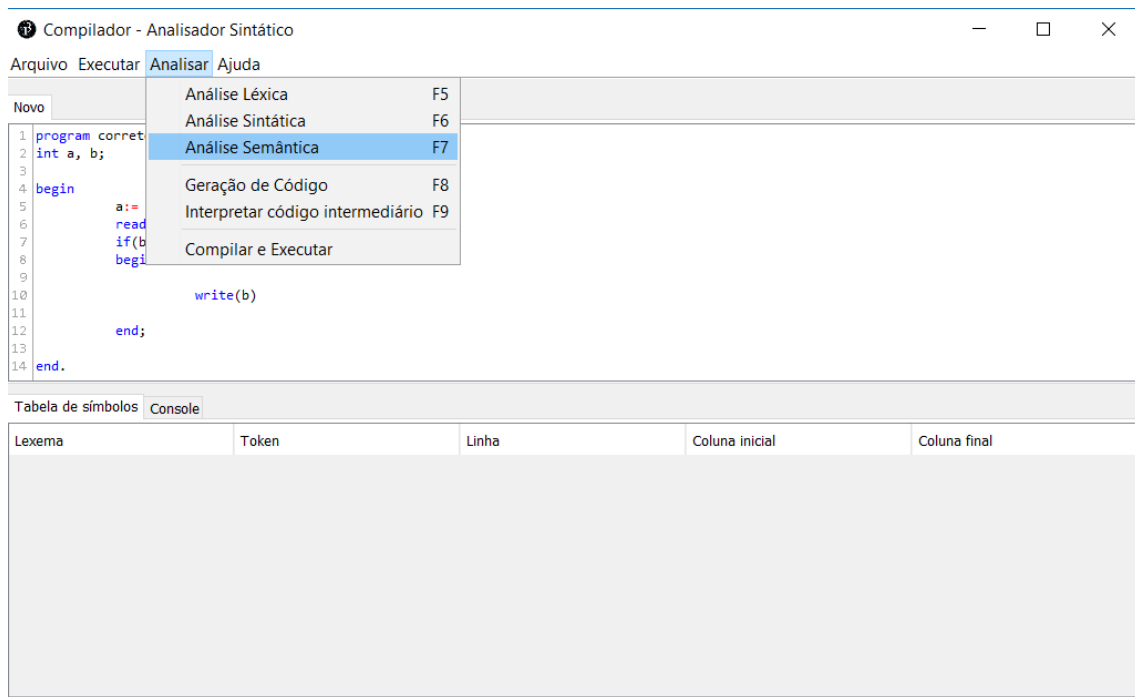 Compilador - Analisador Sintático
Arquivo Executar Analisar Ajuda
Análise Léxica F5
Análise Sintática F6
Análise Semântica F7
Geração de Código F8
Interpretar código intermediário F9
Compilar e Executar
Novo
1 program corret
2 int a, b;
3
4 begin
5 a:=
6 read
7 if(b
8 begi
9
10 write(b)
11
12 end;
13
14 end.
Tabela de símbolos Console
Lexema Token Linha Coluna inicial Coluna final